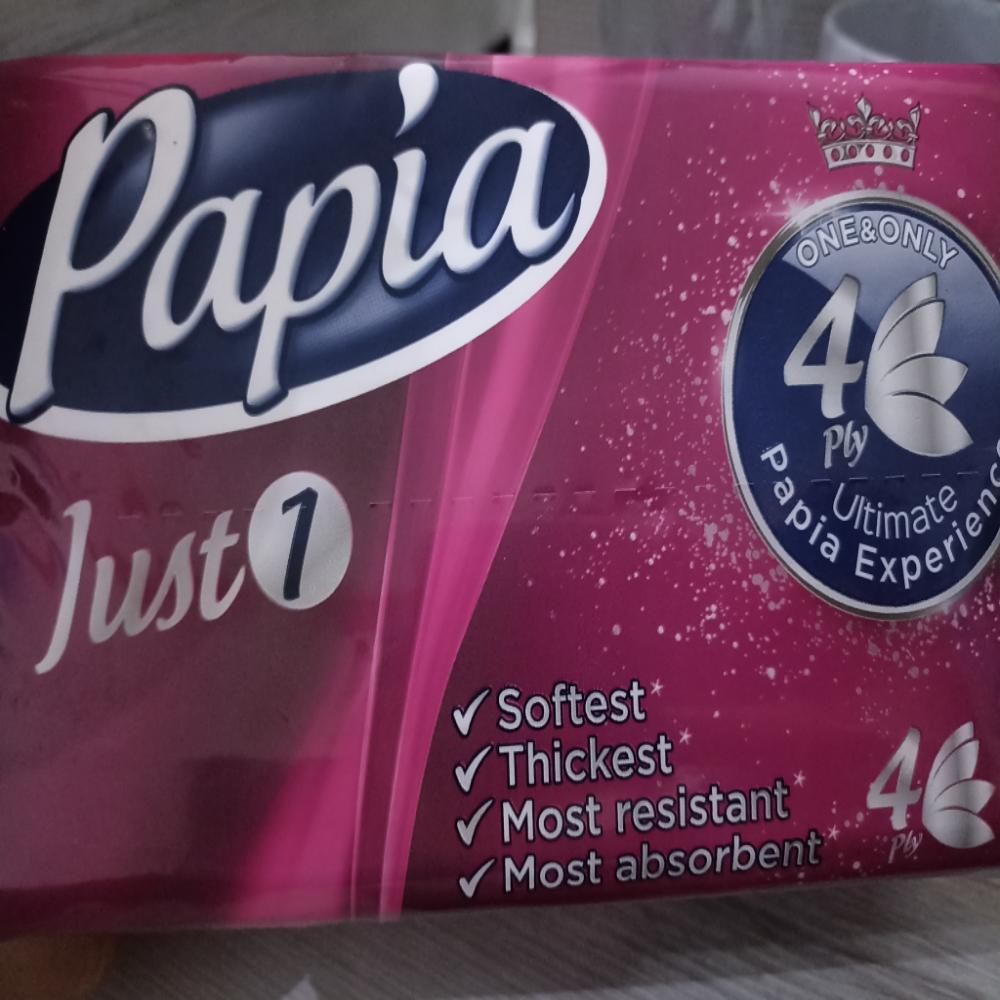 Papia
Just 1
ONE&ONLY
4
Ply
Ultimate
Papia Experience
✓ Softest*
✓ Thickest*
✓ Most resistant*
✓ Most absorbent*
4
Ply